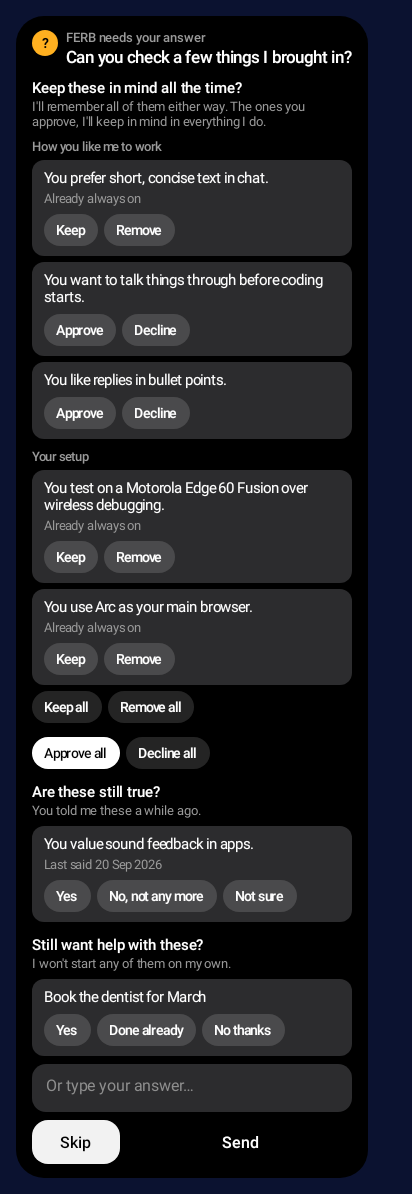 ?
FERB needs your answer
Can you check a few things I brought in?
Keep these in mind all the time?
I'll remember all of them either way. The ones you
approve, I'll keep in mind in everything I do.
How you like me to work
You prefer short, concise text in chat.
Already always on
Keep Remove
You want to talk things through before coding
starts.
Approve Decline
You like replies in bullet points.
Approve Decline
Your setup
You test on a Motorola Edge 60 Fusion over
wireless debugging.
Already always on
Keep Remove
You use Arc as your main browser.
Already always on
Keep Remove
Keep all Remove all
Approve all Decline all
Are these still true?
You told me these a while ago.
You value sound feedback in apps.
Last said 20 Sep 2026
Yes No, not any more Not sure
Still want help with these?
I won't start any of them on my own.
Book the dentist for March
Yes Done already No thanks
Or type your answer...
Skip Send